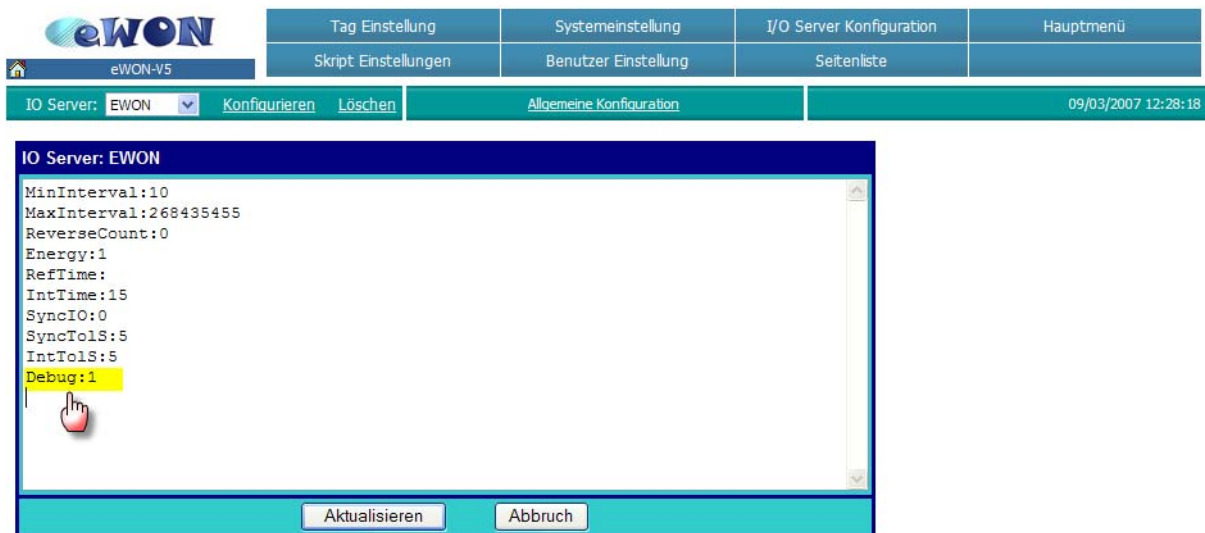 eWON
eWON-V5
Tag Einstellung
Systemeinstellung
I/O Server Konfiguration
Hauptmenü
Skript Einstellungen
Benutzer Einstellung
Seitenliste
IO Server: EWON Konfigurieren Löschen Allgemeine Konfiguration 09/03/2007 12:28:18
IO Server: EWON
MinInterval:10
MaxInterval:268435455
ReverseCount:0
Energy:1
RefTime:
IntTime:15
SyncIO:0
SyncTolS:5
IntTolS:5
Debug:1
Aktualisieren Abbruch